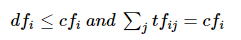 df_i ≤ cf_i and ∑_j tf_ij = cf_i